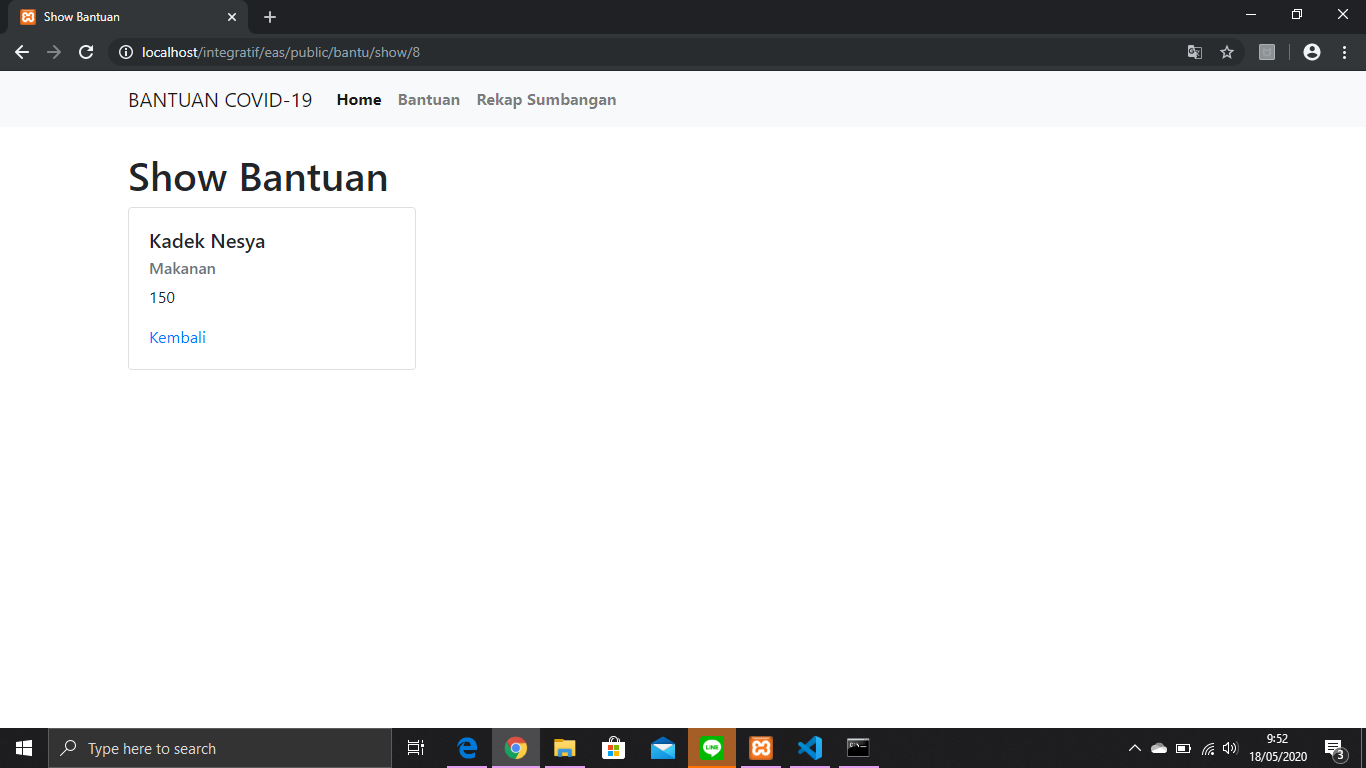 Show Bantuan
localhost/integratif/eas/public/bantu/show/8
BANTUAN COVID-19 Home Bantuan Rekap Sumbangan
Show Bantuan
Kadek Nesya
Makanan
150
Kembali
Type here to search
LINE
9:52
18/05/2020
3